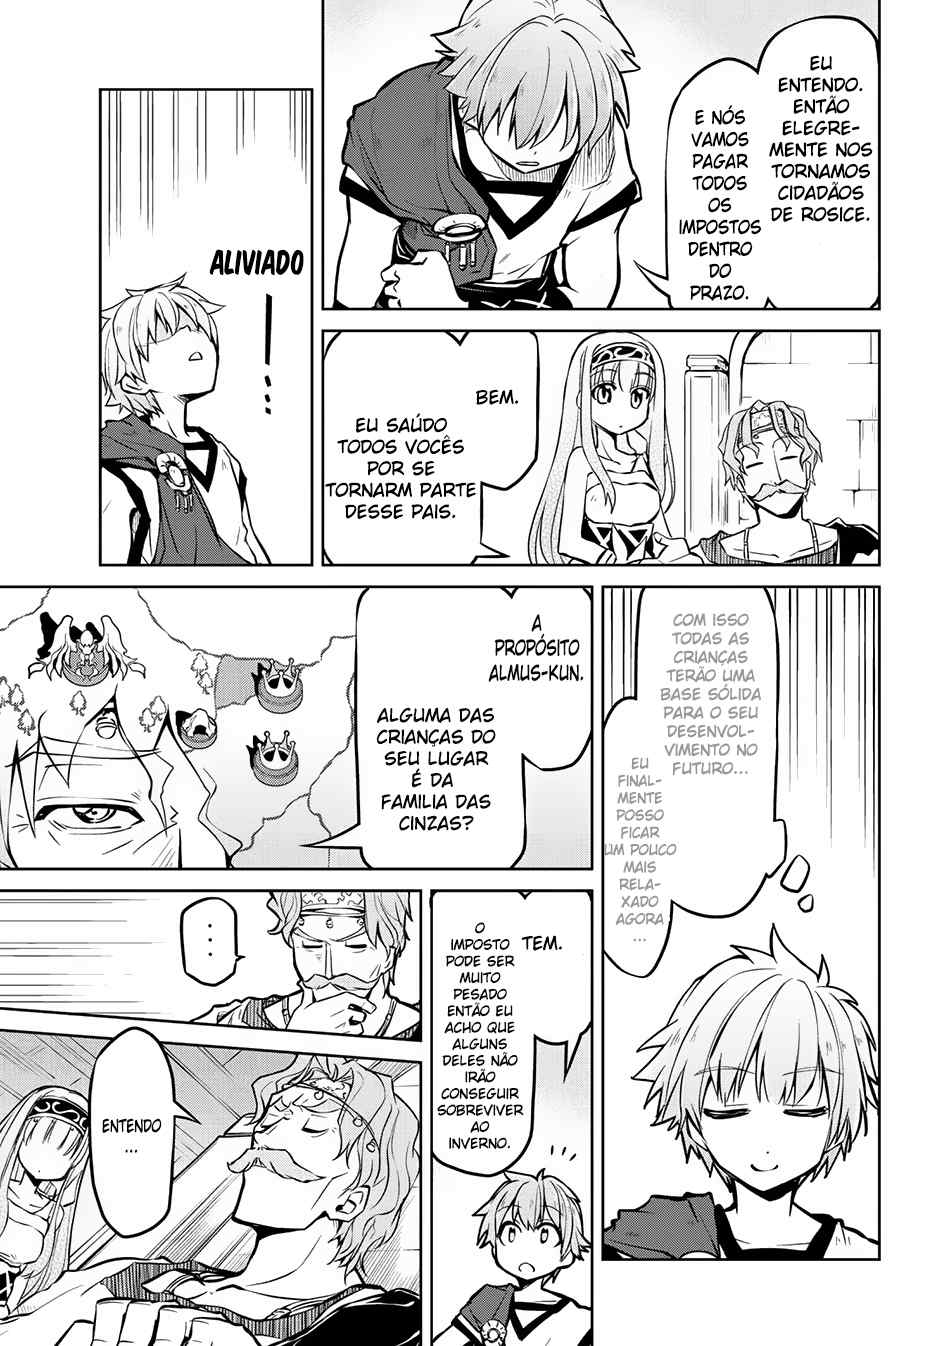 EU
ENTENDO.
ENTÃO
ELEGRE-
MENTE NOS
TORNAMOS
CIDADÃOS
DE ROSICE.
E NÓS
VAMOS
PAGAR
TODOS
OS
IMPOSTOS
DENTRO
DO
PRAZO.
ALIVIADO
BEM.
EU SAÚDO
TODOS VOCÊS
POR SE
TORNARM PARTE
DESSE PAIS.
COM ISSO
TODAS AS
CRIANÇAS
TERÃO UMA
BASE SÓLIDA
PARA O SEU
DESENVOL-
VIMENTO NO
FUTURO...
EU
FINAL-
MENTE
POSSO
FICAR
UM POUCO
MAIS
RELA-
XADO
AGORA
...
A
PROPÓSITO
ALMUS-KUN.
ALGUMA DAS
CRIANÇAS DO
SEU LUGAR
É DA
FAMILIA DAS
CINZAS?
TEM.
O
IMPOSTO
PODE SER
MUITO
PESADO
ENTÃO EU
ACHO QUE
ALGUNS
DELES NÃO
IRÃO
CONSEGUIR
SOBREVIVER
AO
INVERNO.
...
ENTENDO
...